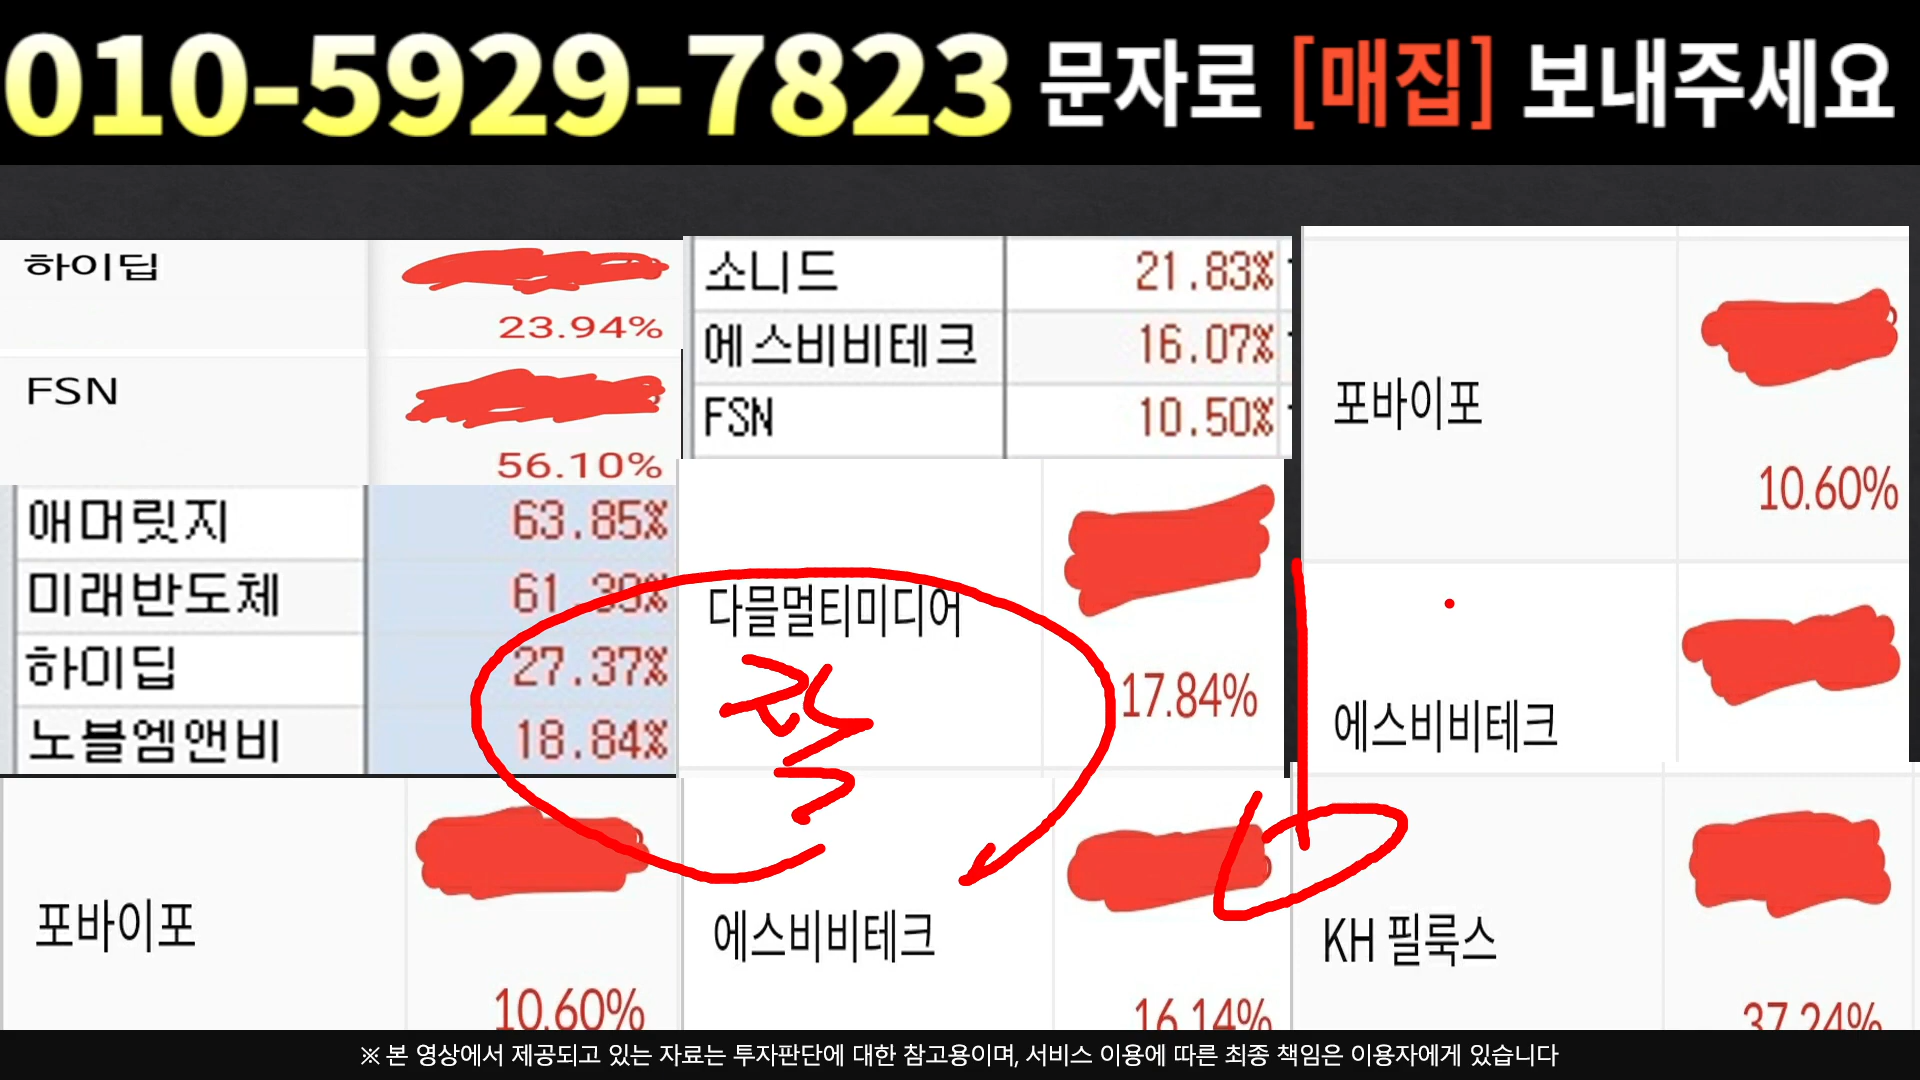 010-5929-7823 문자로 [매집] 보내주세요
하이딥
23.94%
FSN
56.10%
애머릿지 63.85%
미래반도체 61.39%
하이딥 27.37%
노블엠앤비 18.84%
소니드 21.83%
에스비비테크 16.07%
FSN 10.50%
다믈멀티미디어
17.84%
포바이포
10.60%
에스비비테크
포바이포
10.60%
에스비비테크
16.14%
KH 필룩스
37.24%
※ 본 영상에서 제공되고 있는 자료는 투자판단에 대한 참고용이며, 서비스 이용에 따른 최종 책임은 이용자에게 있습니다